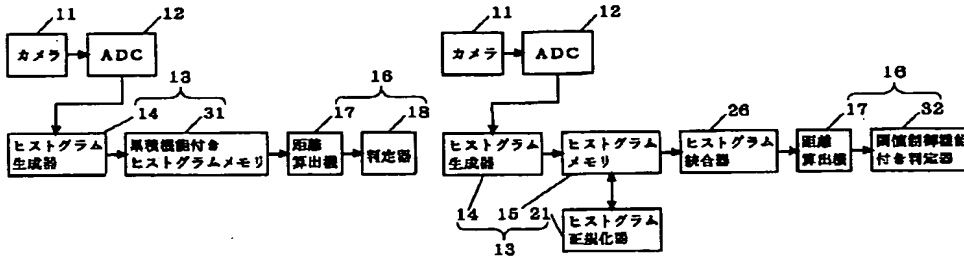 11
12
カメラ
ADC
13
16
14
31
17
18
ヒストグラム
生成器
累積機能付き
ヒストグラムメモリ
距離
算出機
判定器
11
12
カメラ
ADC
16
26
17
32
ヒストグラム
生成器
ヒストグラム
メモリ
ヒストグラム
統合器
距離
算出機
閾値制御機能
付き判定器
14
15
21
ヒストグラム
正規化器
13